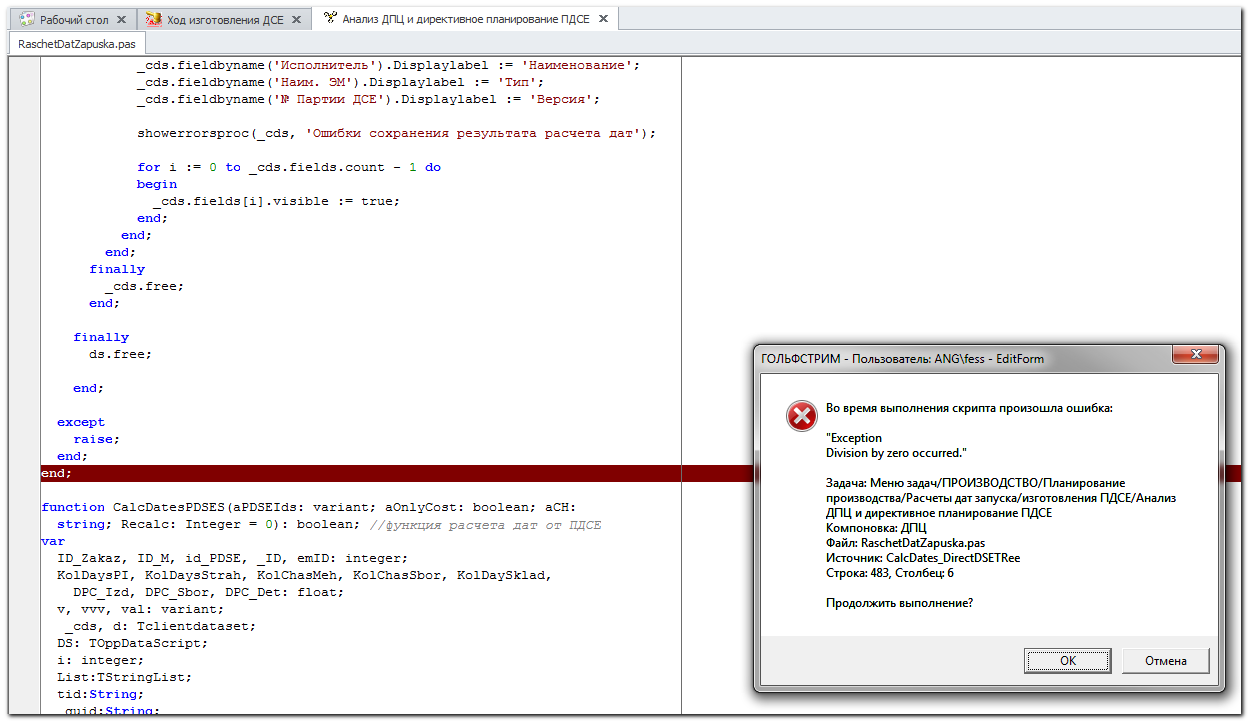 Рабочий стол
Ход изготовления ДСЕ
Анализ ДПЦ и директивное планирование ПДСЕ
RaschetDatZapuska.pas
_cds.fieldbyname('Исполнитель').Displaylabel := 'Наименование';
_cds.fieldbyname('Наим. ЭМ').Displaylabel := 'Тип';
_cds.fieldbyname('№ Партии ДСЕ').Displaylabel := 'Версия';
showerrorsproc(_cds, 'Ошибки сохранения результата расчета дат');
for i := 0 to _cds.fields.count - 1 do
begin
_cds.fields[i].visible := true;
end;
end;
end;
finally
_cds.free;
end;
finally
ds.free;
end;
except
raise;
end;
end;
function CalcDatesPDSES(aPDSEIds: variant; aOnlyCost: boolean; aCH:
string; Recalc: Integer = 0): boolean; //функция расчета дат от ПДСЕ
var
ID_Zakaz, ID_M, id_PDSE, _ID, emID: integer;
KolDaysPI, KolDaysStrah, KolChasMeh, KolChasSbor, KolDaySklad,
DPC_Izd, DPC_Sbor, DPC_Det: float;
v, vvv, val: variant;
_cds, d: Tclientdataset;
DS: TOppDataScript;
i: integer;
List:TStringList;
tid:String;
guid:String;
ГОЛЬФСТРИМ - Пользователь: ANG\fess - EditForm
Во время выполнения скрипта произошла ошибка:
"Exception
Division by zero occurred."
Задача: Меню задач/ПРОИЗВОДСТВО/Планирование
производства/Расчеты дат запуска/изготовления ПДСЕ/Анализ
ДПЦ и директивное планирование ПДСЕ
Компоновка: ДПЦ
Файл: RaschetDatZapuska.pas
Источник: CalcDates_DirectDSETRee
Строка: 483, Столбец: 6
Продолжить выполнение?
ОК
Отмена